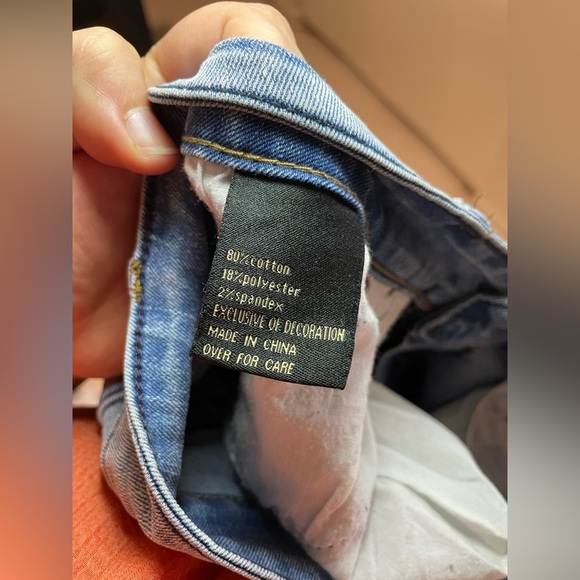 80%cotton
18%polyester
2%spandex
EXCLUSIVE OF DECORATION
MADE IN CHINA
OVER FOR CARE